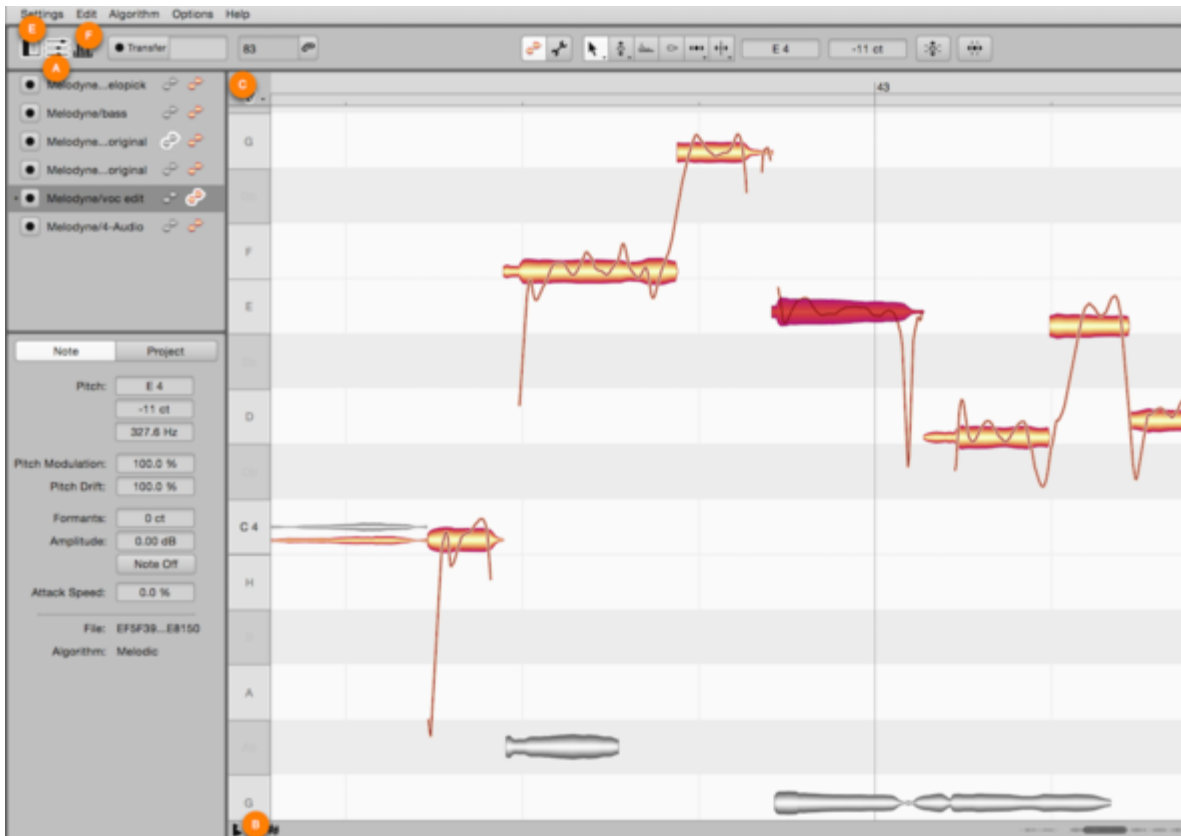 Settings Edit Algorithm Options Help
E F
Transfer 83 E 4 -11 ct
A
Melodyne...elopick C 43
Melodyne/bass
Melodyne...original G
Melodyne...original
Melodyne/voc edit
Melodyne/4-Audio F
E
Note Project
Pitch: E 4
-11 ct D
327.6 Hz
Pitch Modulation: 100.0 %
Pitch Drift: 100.0 %
Formants: 0 ct C 4
Amplitude: 0.00 dB
Note Off H
Attack Speed: 0.0 %
File: EF5F39...E8150
Algorithm: Melodic
A
G
B